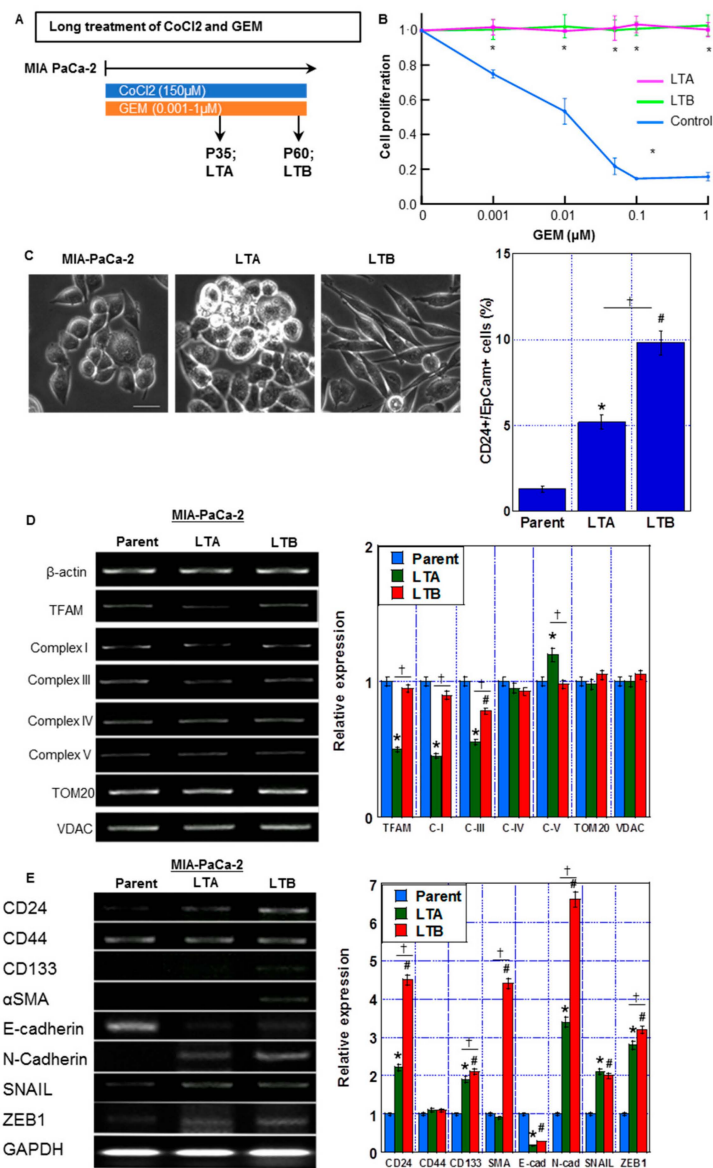 A
Long treatment of CoCl2 and GEM
MIA PaCa-2
CoCl2 (150µM)
GEM (0.001-1µM)
P35;
LTA
P60;
LTB
B
Cell proliferation
1.0
0.8
0.6
0.4
0.2
0.0
* * * * *
*
LTA
LTB
Control
0 0.001 0.01 0.1 1
GEM (µM)
C
MIA-PaCa-2 LTA LTB
CD24+/EpCam+ cells (%)
15
10
5
0
* † #
Parent LTA LTB
D
MIA-PaCa-2
Parent LTA LTB
β-actin
TFAM
Complex I
Complex III
Complex IV
Complex V
TOM20
VDAC
Relative expression
2
1
0
Parent
LTA
LTB
* † * † * † # * †
TFAM C-I C-III C-IV C-V TOM20 VDAC
E
MIA-PaCa-2
Parent LTA LTB
CD24
CD44
CD133
αSMA
E-cadherin
N-Cadherin
SNAIL
ZEB1
GAPDH
Relative expression
7
6
5
4
3
2
1
0
Parent
LTA
LTB
* † # * † # † # * # * † # * # * † #
CD24 CD44 CD133 SMA E-cad N-cad SNAIL ZEB1